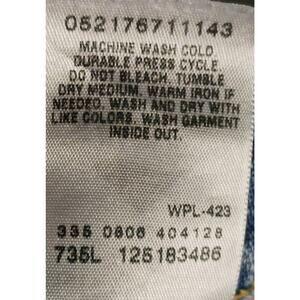 052176711143
MACHINE WASH COLD
DURABLE PRESS CYCLE.
DO NOT BLEACH. TUMBLE
DRY MEDIUM. WARM IRON IF
NEEDED. WASH AND DRY WITH
LIKE COLORS. WASH GARMENT
INSIDE OUT.
WPL-423
335 0806 404128
735L 125183486